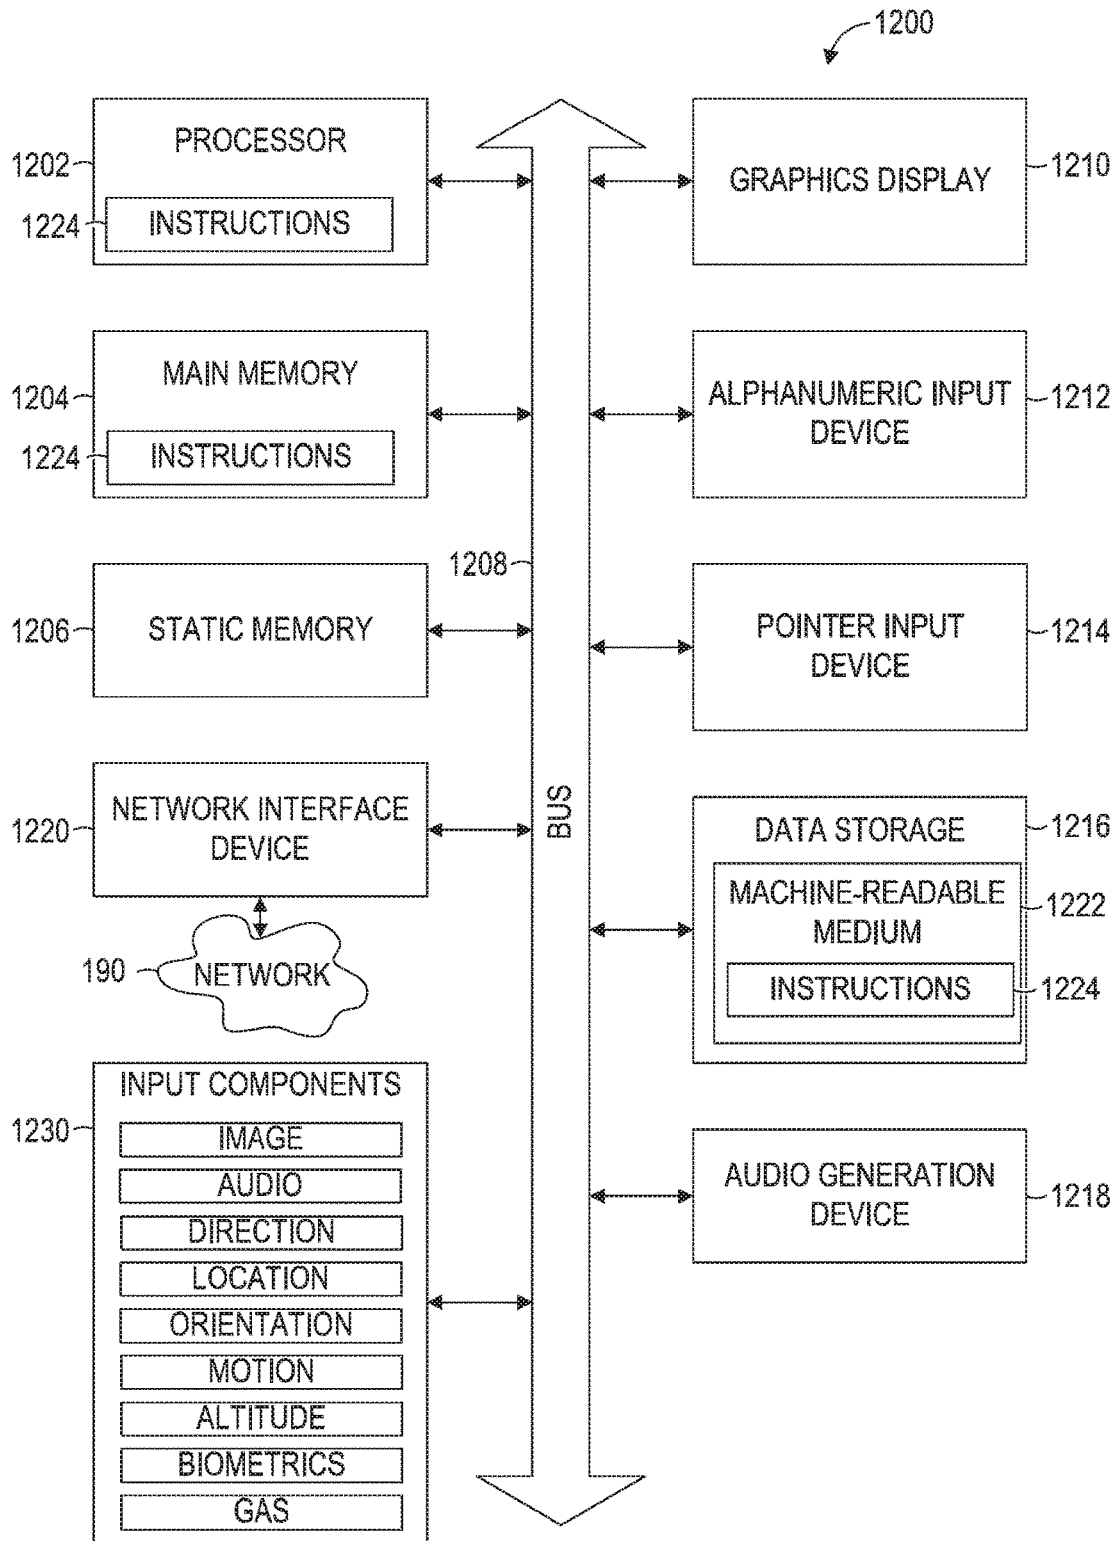 1200
PROCESSOR
1202
1224
INSTRUCTIONS
MAIN MEMORY
1204
1224
INSTRUCTIONS
1206
STATIC MEMORY
1208
BUS
1220
NETWORK INTERFACE
DEVICE
190
NETWORK
INPUT COMPONENTS
1230
IMAGE
AUDIO
DIRECTION
LOCATION
ORIENTATION
MOTION
ALTITUDE
BIOMETRICS
GAS
GRAPHICS DISPLAY
1210
ALPHANUMERIC INPUT
DEVICE
1212
POINTER INPUT
DEVICE
1214
DATA STORAGE
1216
MACHINE-READABLE
MEDIUM
1222
INSTRUCTIONS
1224
AUDIO GENERATION
DEVICE
1218